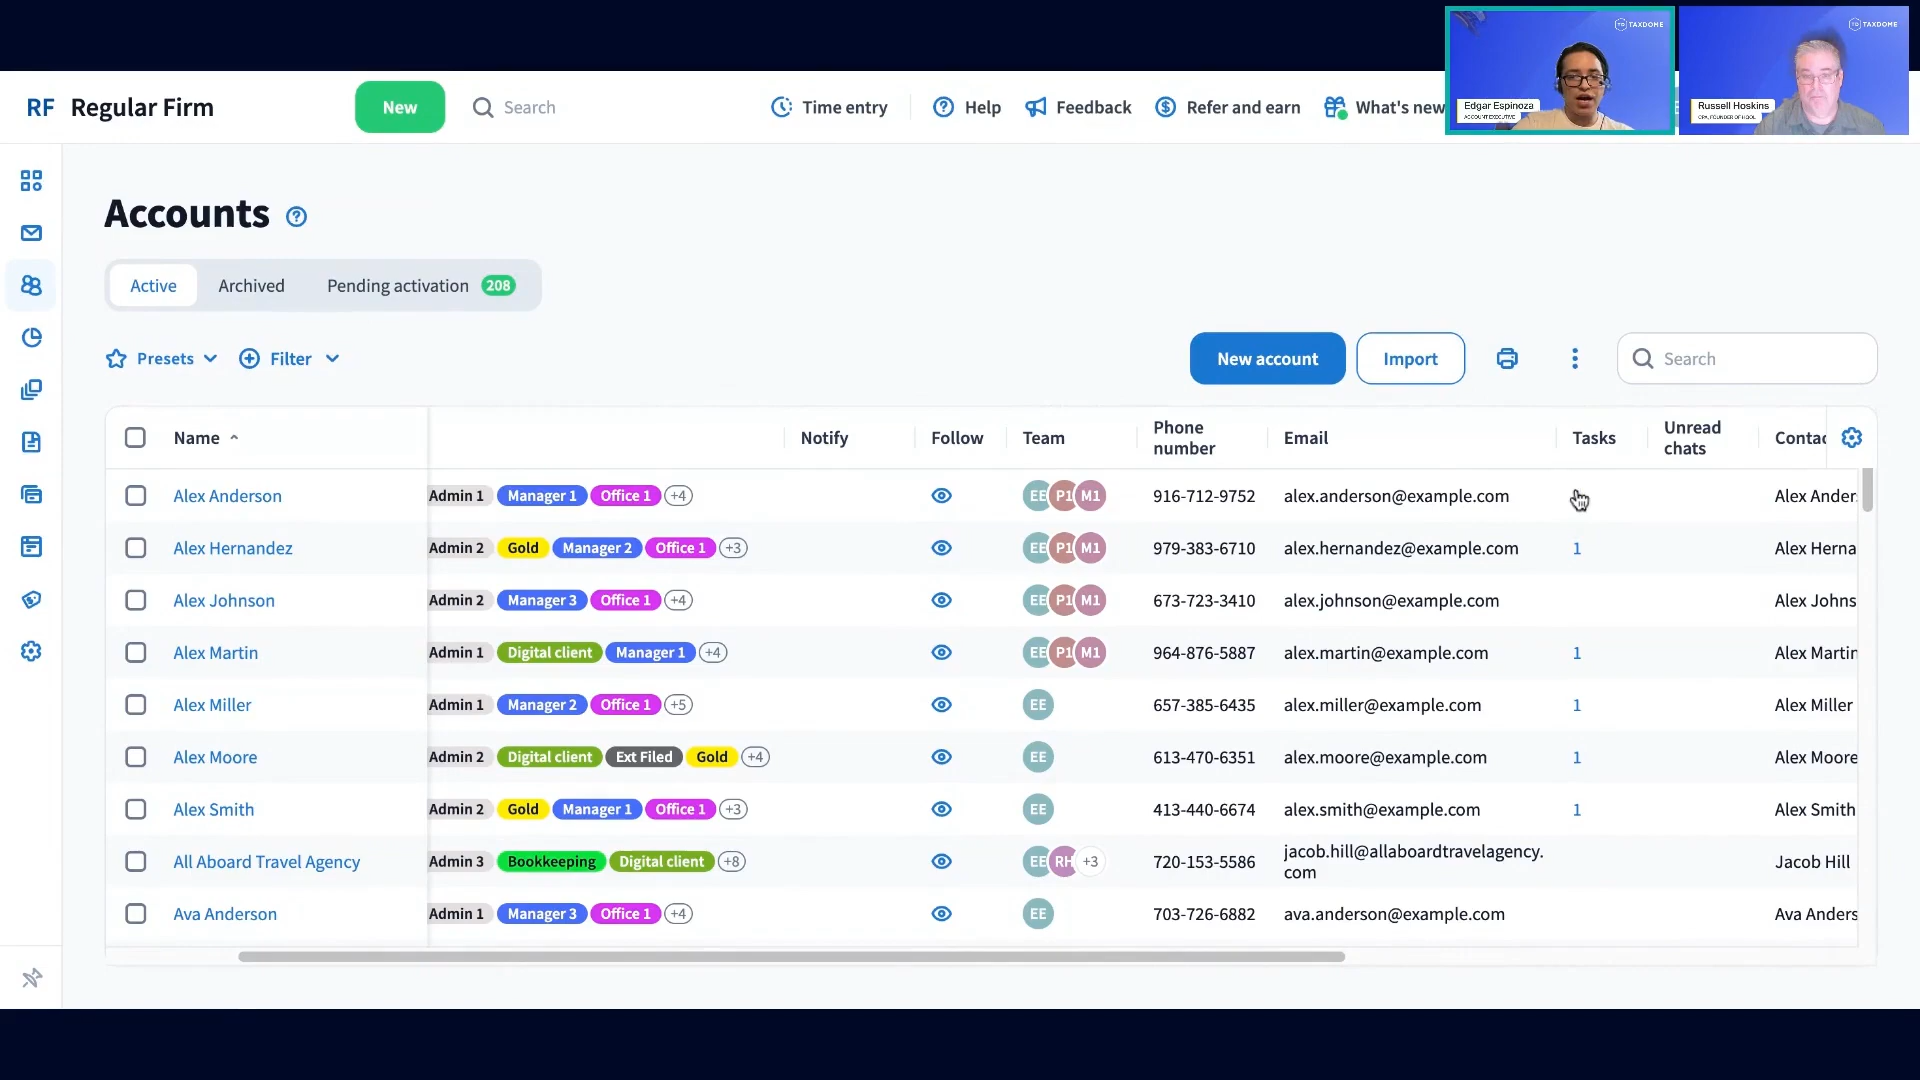 TAXDOME
TAXDOME
Edgar Espinoza
ACCOUNT EXECUTIVE
Russell Hoskins
CPA, FOUNDER OF HQOL
RF Regular Firm
New
Search
Time entry
Help
Feedback
Refer and earn
What's new
Accounts
Active
Archived
Pending activation 208
Presets
Filter
New account
Import
Search
Name
Notify
Follow
Team
Phone
number
Email
Tasks
Unread
chats
Contac
Alex Anderson Admin 1 Manager 1 Office 1 +4 EE P1 M1 916-712-9752 alex.anderson@example.com Alex Ander
Alex Hernandez Admin 2 Gold Manager 2 Office 1 +3 EE P1 M1 979-383-6710 alex.hernandez@example.com 1 Alex Herna
Alex Johnson Admin 2 Manager 3 Office 1 +4 EE P1 M1 673-723-3410 alex.johnson@example.com Alex Johns
Alex Martin Admin 1 Digital client Manager 1 +4 EE P1 M1 964-876-5887 alex.martin@example.com 1 Alex Martin
Alex Miller Admin 1 Manager 2 Office 1 +5 EE 657-385-6435 alex.miller@example.com 1 Alex Miller
Alex Moore Admin 2 Digital client Ext Filed Gold +4 EE 613-470-6351 alex.moore@example.com 1 Alex Moore
Alex Smith Admin 2 Gold Manager 1 Office 1 +3 EE 413-440-6674 alex.smith@example.com 1 Alex Smith
All Aboard Travel Agency Admin 3 Bookkeeping Digital client +8 EE RH +3 720-153-5586 jacob.hill@allaboardtravelagency. Jacob Hill
com
Ava Anderson Admin 1 Manager 3 Office 1 +4 EE 703-726-6882 ava.anderson@example.com Ava Anders